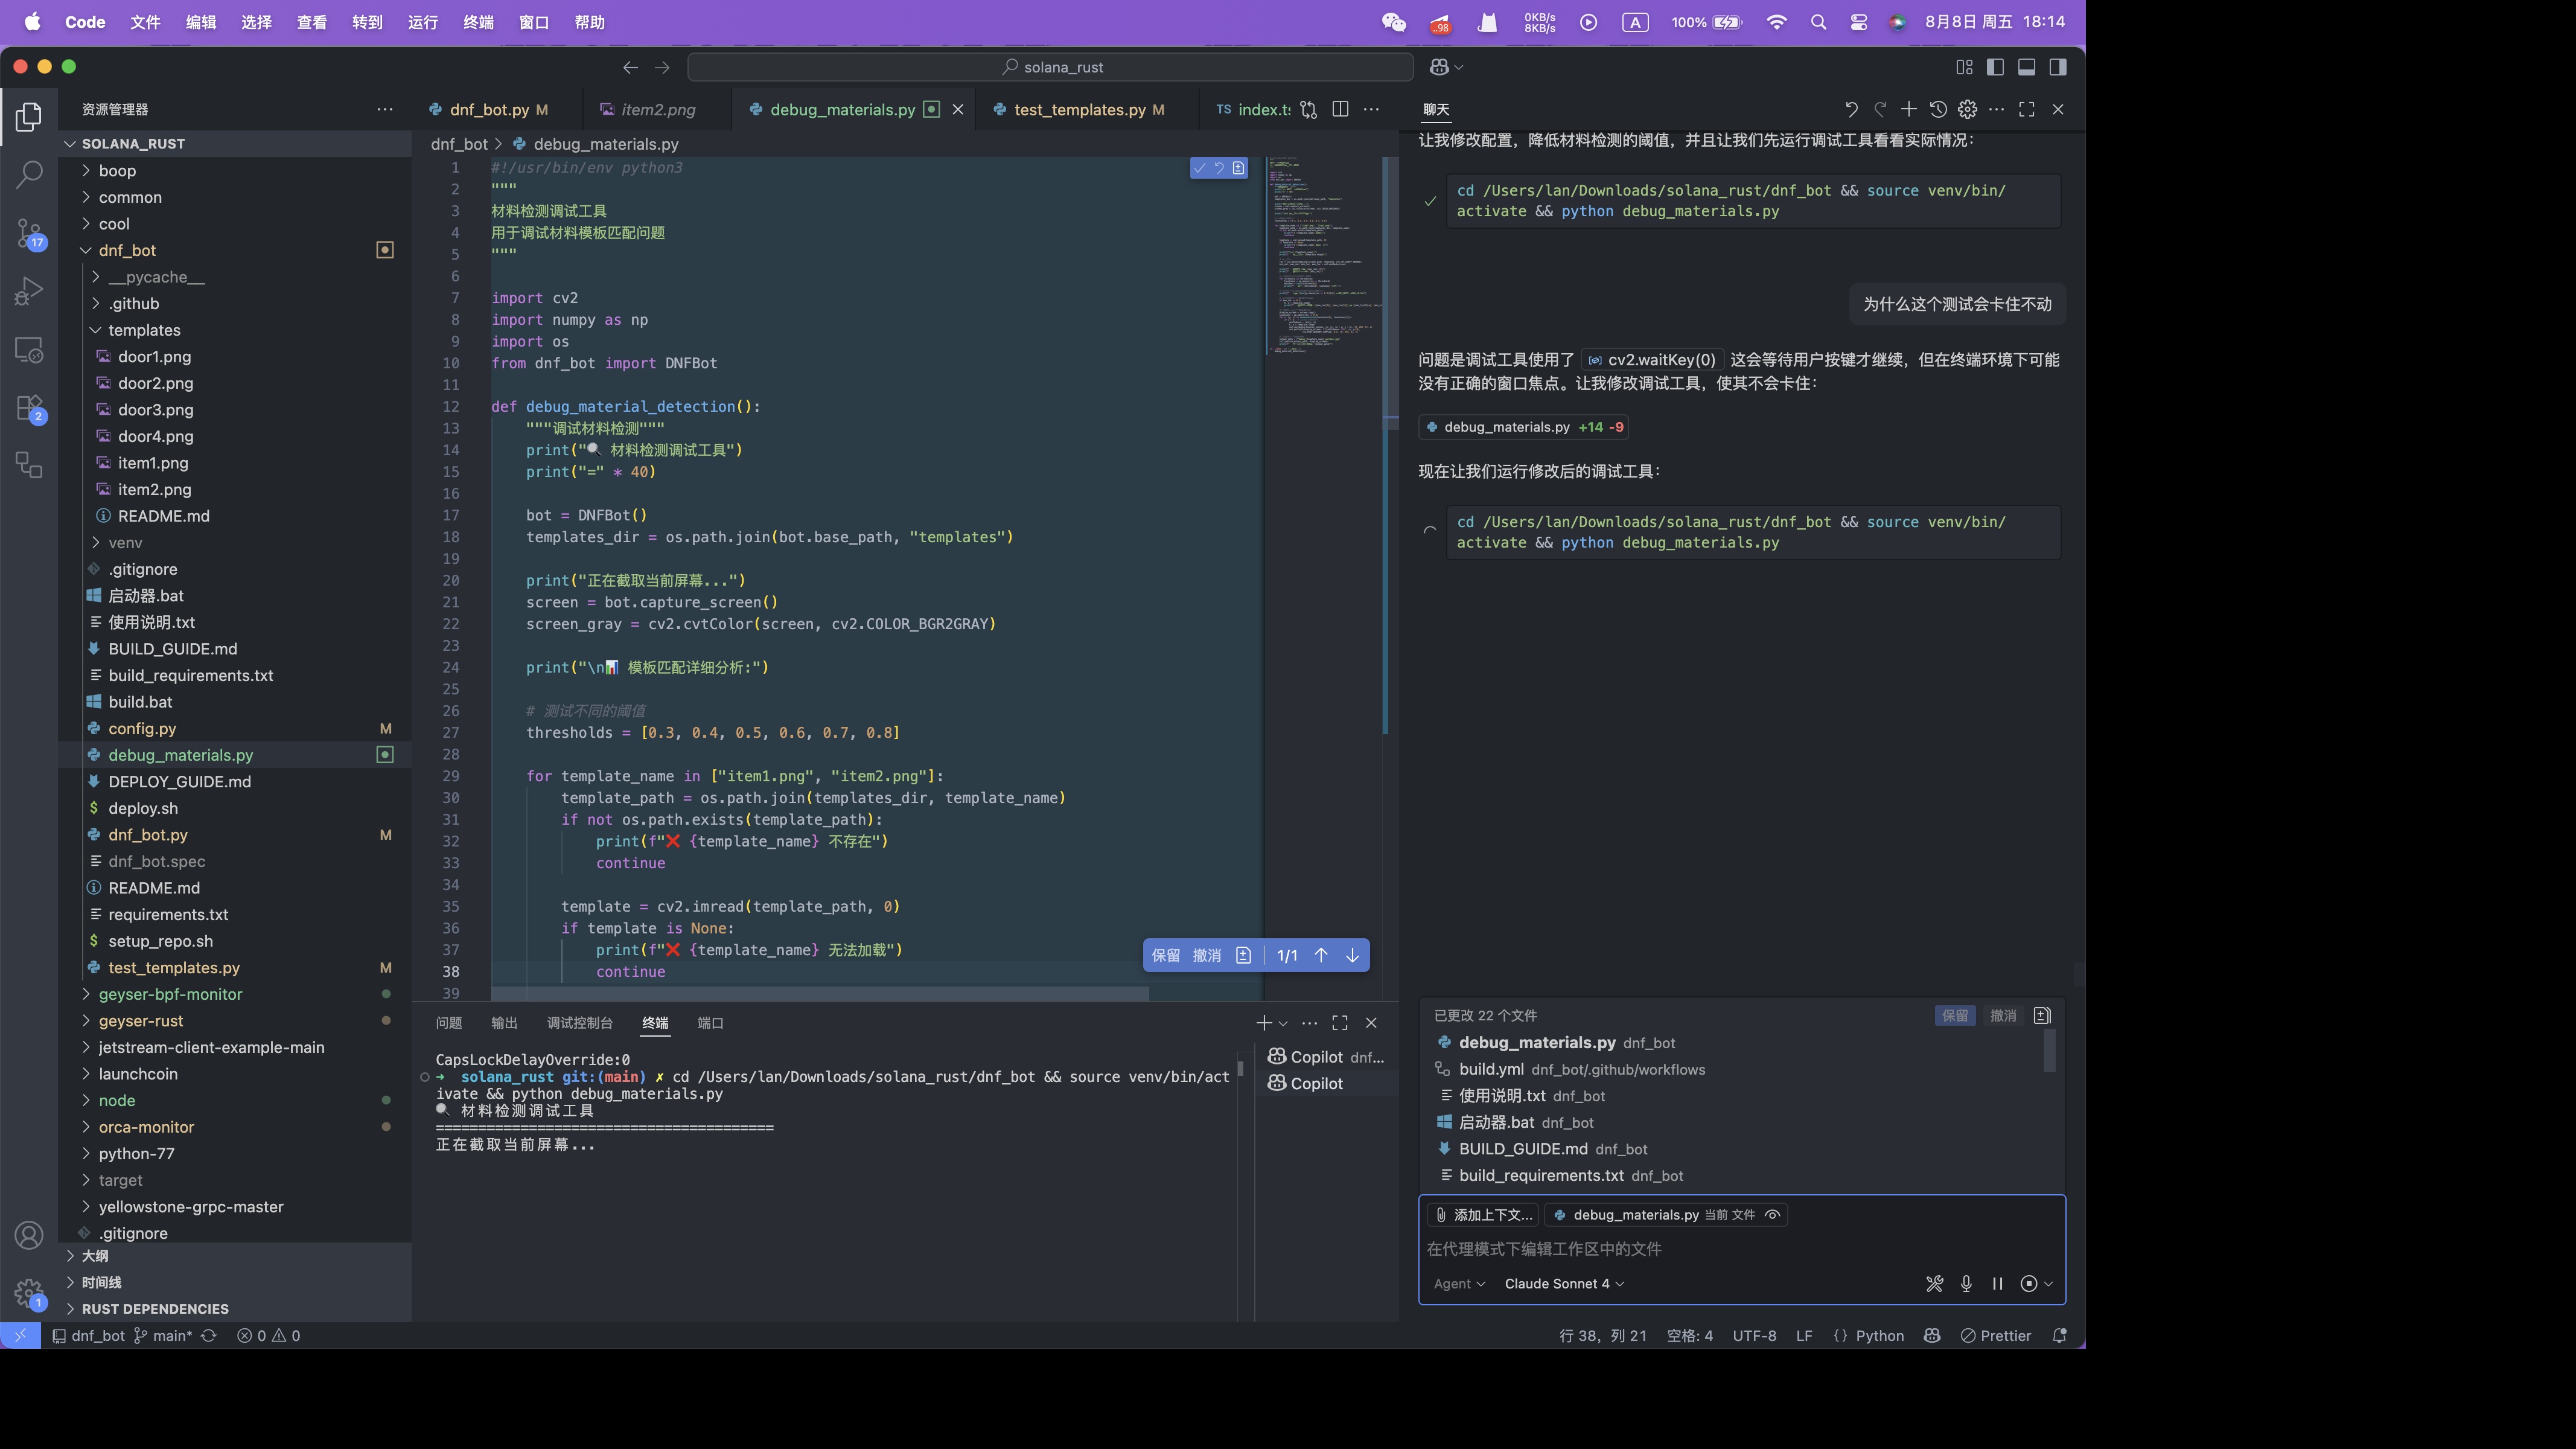 Code 文件 编辑 选择 查看 转到 运行 终端 窗口 帮助
.98 0KB/s 8KB/s A 100% 8月8日 周五 18:14
solana_rust
资源管理器
SOLANA_RUST
boop
common
cool
dnf_bot
__pycache__
.github
templates
door1.png
door2.png
door3.png
door4.png
item1.png
item2.png
README.md
venv
.gitignore
启动器.bat
使用说明.txt
BUILD_GUIDE.md
build_requirements.txt
build.bat
config.py M
debug_materials.py
DEPLOY_GUIDE.md
deploy.sh
dnf_bot.py M
dnf_bot.spec
README.md
requirements.txt
setup_repo.sh
test_templates.py M
geyser-bpf-monitor
geyser-rust
jetstream-client-example-main
launchcoin
node
orca-monitor
python-77
target
yellowstone-grpc-master
.gitignore
大纲
时间线
RUST DEPENDENCIES
17
2
1
dnf_bot.py M item2.png debug_materials.py test_templates.py M TS index.ts
dnf_bot > debug_materials.py
1 #!/usr/bin/env python3
2 """
3 材料检测调试工具
4 用于调试材料模板匹配问题
5 """
6
7 import cv2
8 import numpy as np
9 import os
10 from dnf_bot import DNFBot
11
12 def debug_material_detection():
13 """调试材料检测"""
14 print("🔍 材料检测调试工具")
15 print("=" * 40)
16
17 bot = DNFBot()
18 templates_dir = os.path.join(bot.base_path, "templates")
19
20 print("正在截取当前屏幕...")
21 screen = bot.capture_screen()
22 screen_gray = cv2.cvtColor(screen, cv2.COLOR_BGR2GRAY)
23
24 print("\n📊 模板匹配详细分析:")
25
26 # 测试不同的阈值
27 thresholds = [0.3, 0.4, 0.5, 0.6, 0.7, 0.8]
28
29 for template_name in ["item1.png", "item2.png"]:
30 template_path = os.path.join(templates_dir, template_name)
31 if not os.path.exists(template_path):
32 print(f"❌ {template_name} 不存在")
33 continue
34
35 template = cv2.imread(template_path, 0)
36 if template is None:
37 print(f"❌ {template_name} 无法加载")
38 continue
39
保留 撤消 1/1
问题 输出 调试控制台 终端 端口
CapsLockDelayOverride:0
➜ solana_rust git:(main) ✗ cd /Users/lan/Downloads/solana_rust/dnf_bot && source venv/bin/act
ivate && python debug_materials.py
🔍 材料检测调试工具
========================================
正在截取当前屏幕...
Copilot dnf...
Copilot
聊天
让我修改配置，降低材料检测的阈值，并且让我们先运行调试工具看看实际情况：
cd /Users/lan/Downloads/solana_rust/dnf_bot && source venv/bin/
activate && python debug_materials.py
为什么这个测试会卡住不动
问题是调试工具使用了 cv2.waitKey(0) 这会等待用户按键才继续，但在终端环境下可能
没有正确的窗口焦点。让我修改调试工具，使其不会卡住：
debug_materials.py +14 -9
现在让我们运行修改后的调试工具：
cd /Users/lan/Downloads/solana_rust/dnf_bot && source venv/bin/
activate && python debug_materials.py
已更改 22 个文件 保留 撤消
debug_materials.py dnf_bot
build.yml dnf_bot/.github/workflows
使用说明.txt dnf_bot
启动器.bat dnf_bot
BUILD_GUIDE.md dnf_bot
build_requirements.txt dnf_bot
添加上下文... debug_materials.py 当前 文件
在代理模式下编辑工作区中的文件
Agent Claude Sonnet 4
dnf_bot main* 0 0 行 38，列 21 空格: 4 UTF-8 LF {} Python Prettier